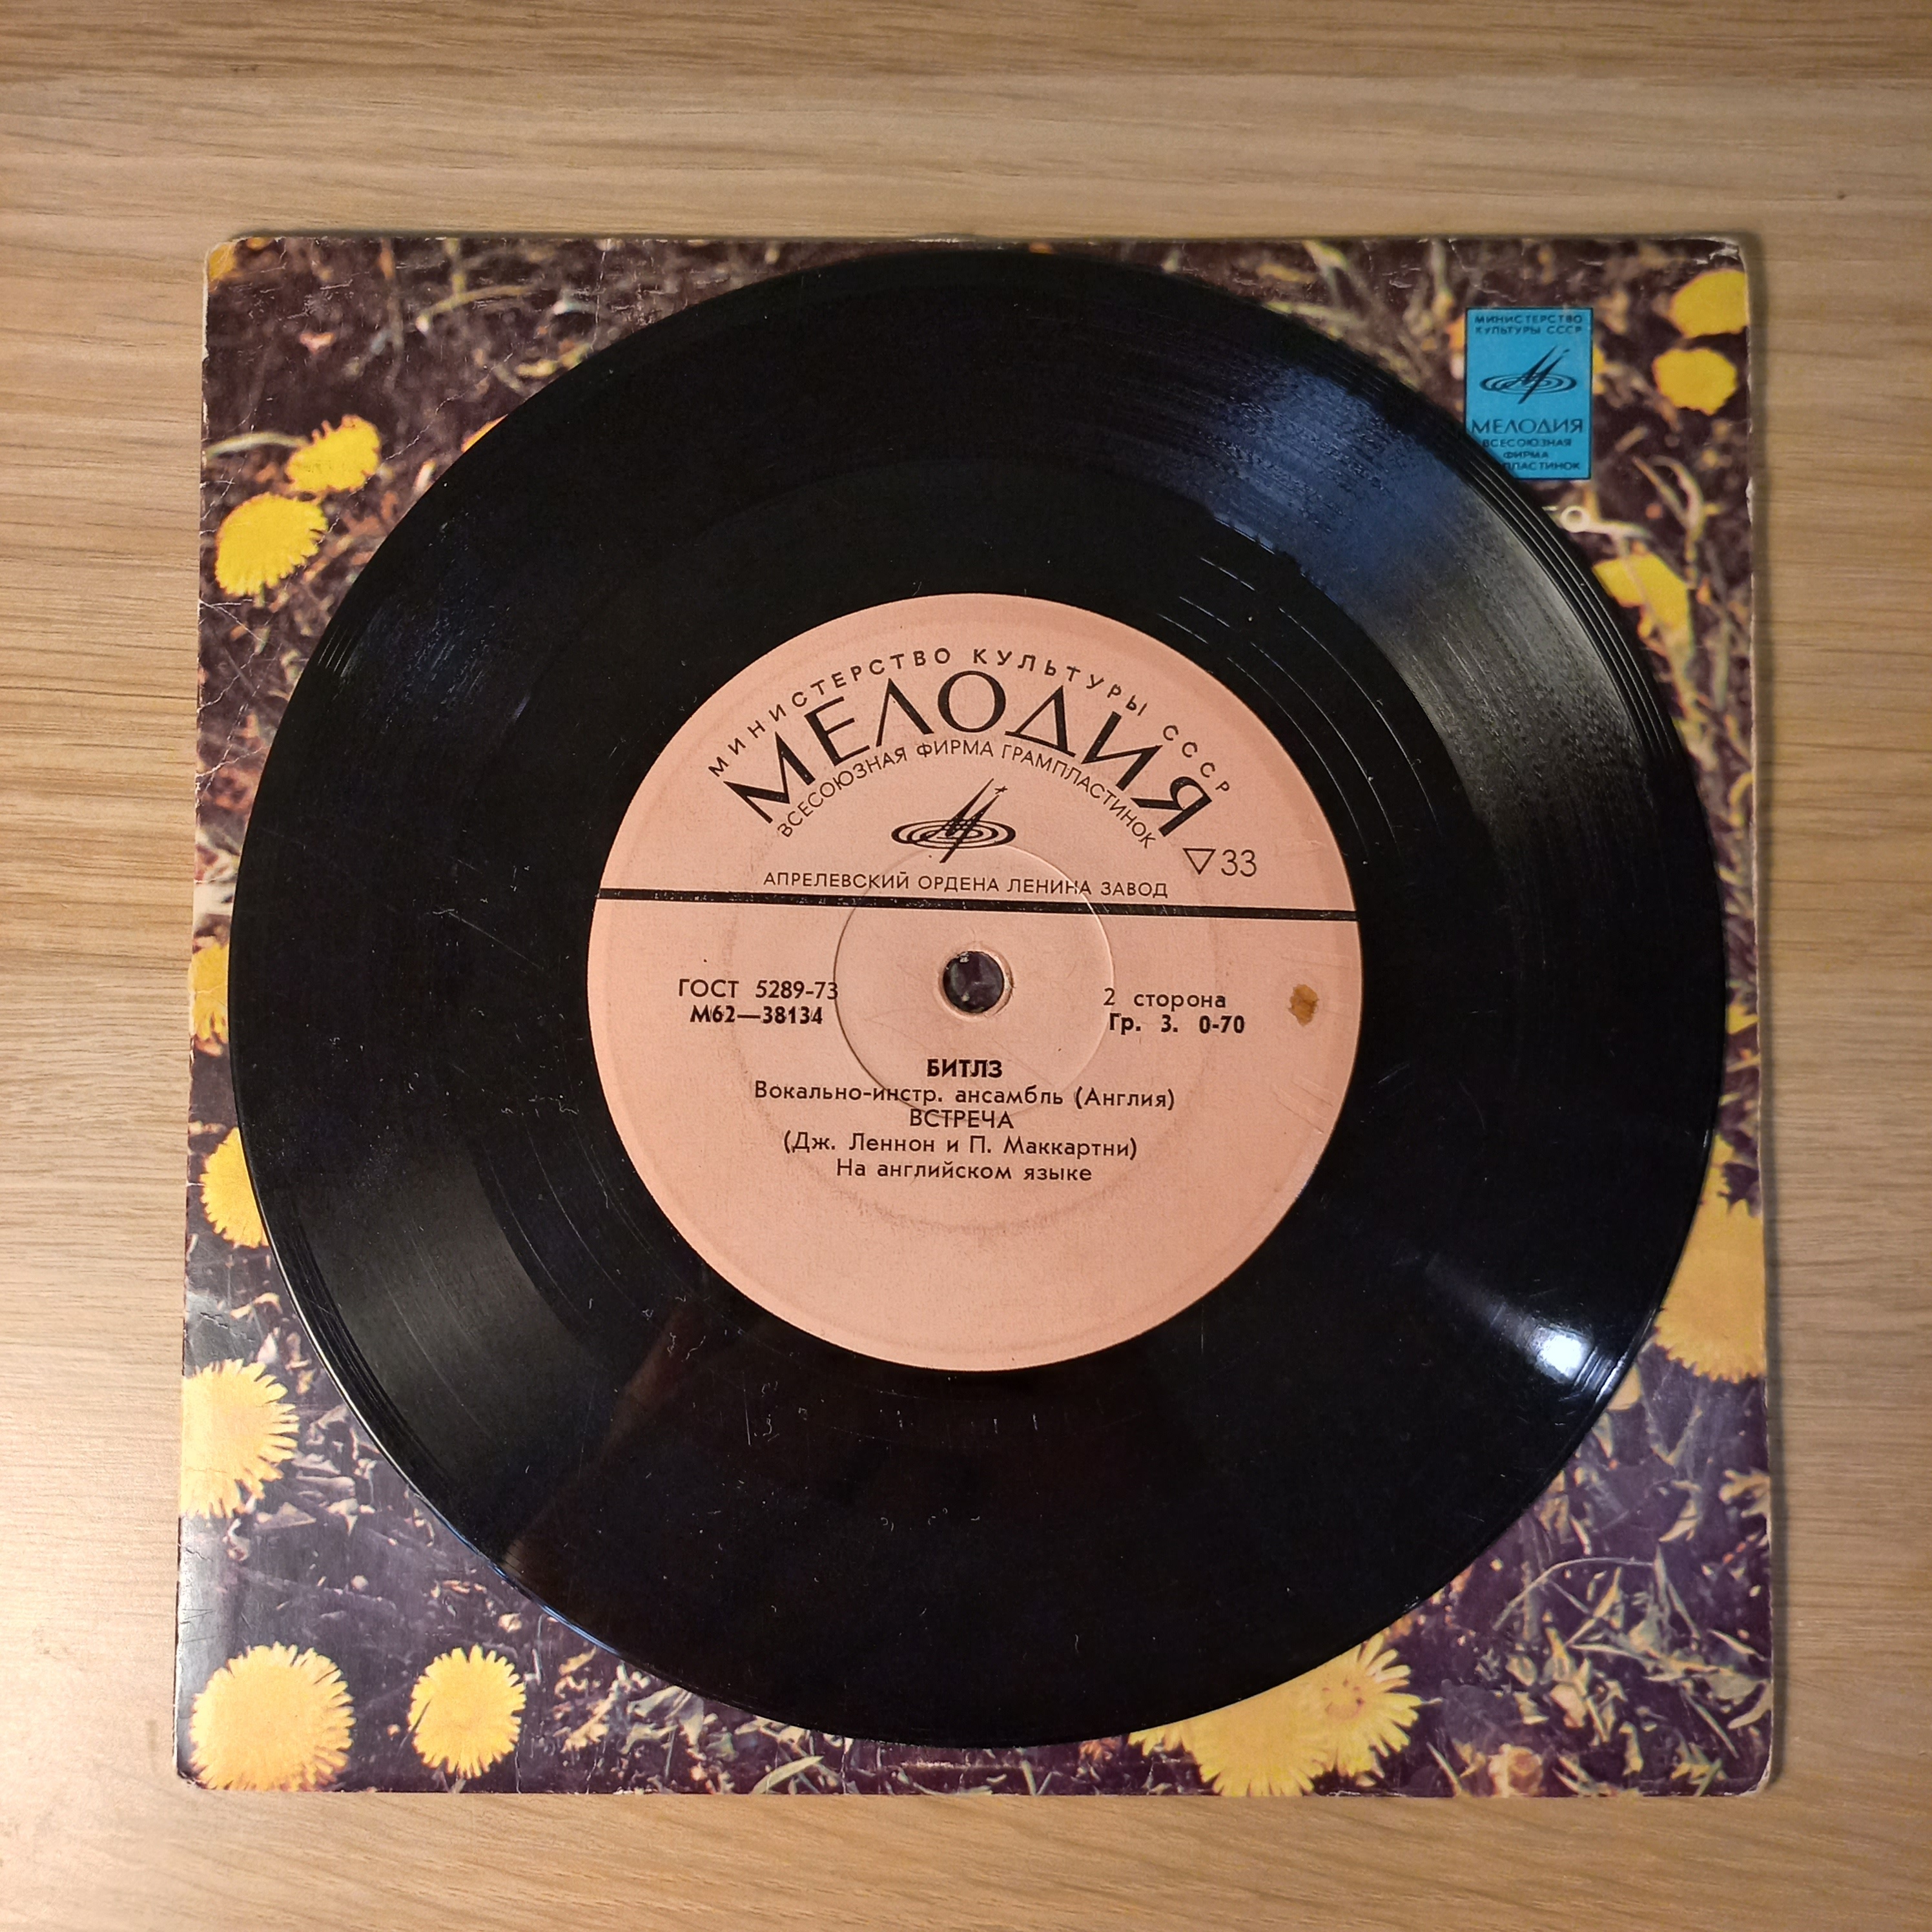 МИНИСТЕРСТВО
КУЛЬТУРЫ СССР
МЕЛОДИЯ
ВСЕСОЮЗНАЯ
ФИРМА
МИНИСТЕРСТВО КУЛЬТУРЫ СССР
МЕЛОДИЯ
ВСЕСОЮЗНАЯ ФИРМА ГРАМПЛАСТИНОК
▽33
АПРЕЛЕВСКИЙ ОРДЕНА ЛЕНИНА ЗАВОД
ГОСТ 5289-73
М62—38134
2 сторона
Гр. 3. 0-70
БИТЛЗ
Вокально-инстр. ансамбль (Англия)
ВСТРЕЧА
(Дж. Леннон и П. Маккартни)
На английском языке